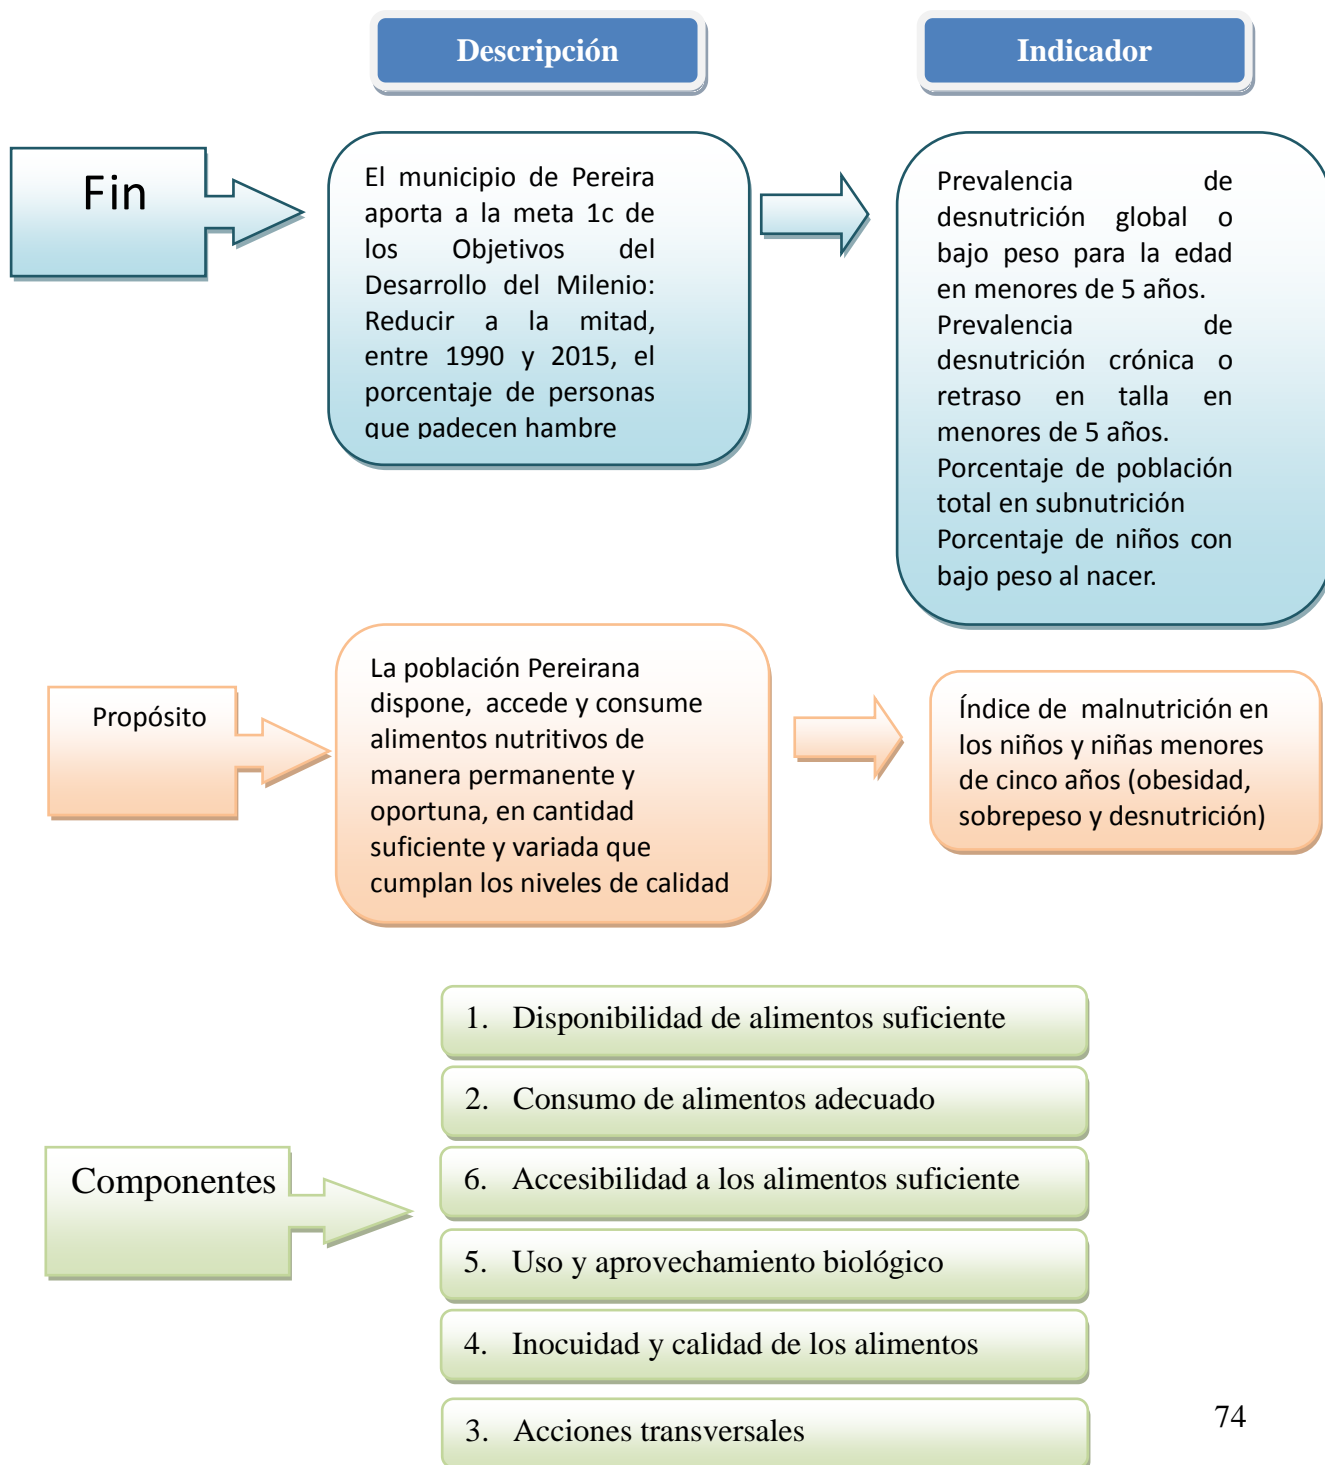 Descripción
Indicador
Fin
El municipio de Pereira
aporta a la meta 1c de
los Objetivos del
Desarrollo del Milenio:
Reducir a la mitad,
entre 1990 y 2015, el
porcentaje de personas
que padecen hambre
Prevalencia de
desnutrición global o
bajo peso para la edad
en menores de 5 años.
Prevalencia de
desnutrición crónica o
retraso en talla en
menores de 5 años.
Porcentaje de población
total en subnutrición
Porcentaje de niños con
bajo peso al nacer.
Propósito
La población Pereirana
dispone, accede y consume
alimentos nutritivos de
manera permanente y
oportuna, en cantidad
suficiente y variada que
cumplan los niveles de calidad
Índice de malnutrición en
los niños y niñas menores
de cinco años (obesidad,
sobrepeso y desnutrición)
Componentes
1. Disponibilidad de alimentos suficiente
2. Consumo de alimentos adecuado
6. Accesibilidad a los alimentos suficiente
5. Uso y aprovechamiento biológico
4. Inocuidad y calidad de los alimentos
3. Acciones transversales
74